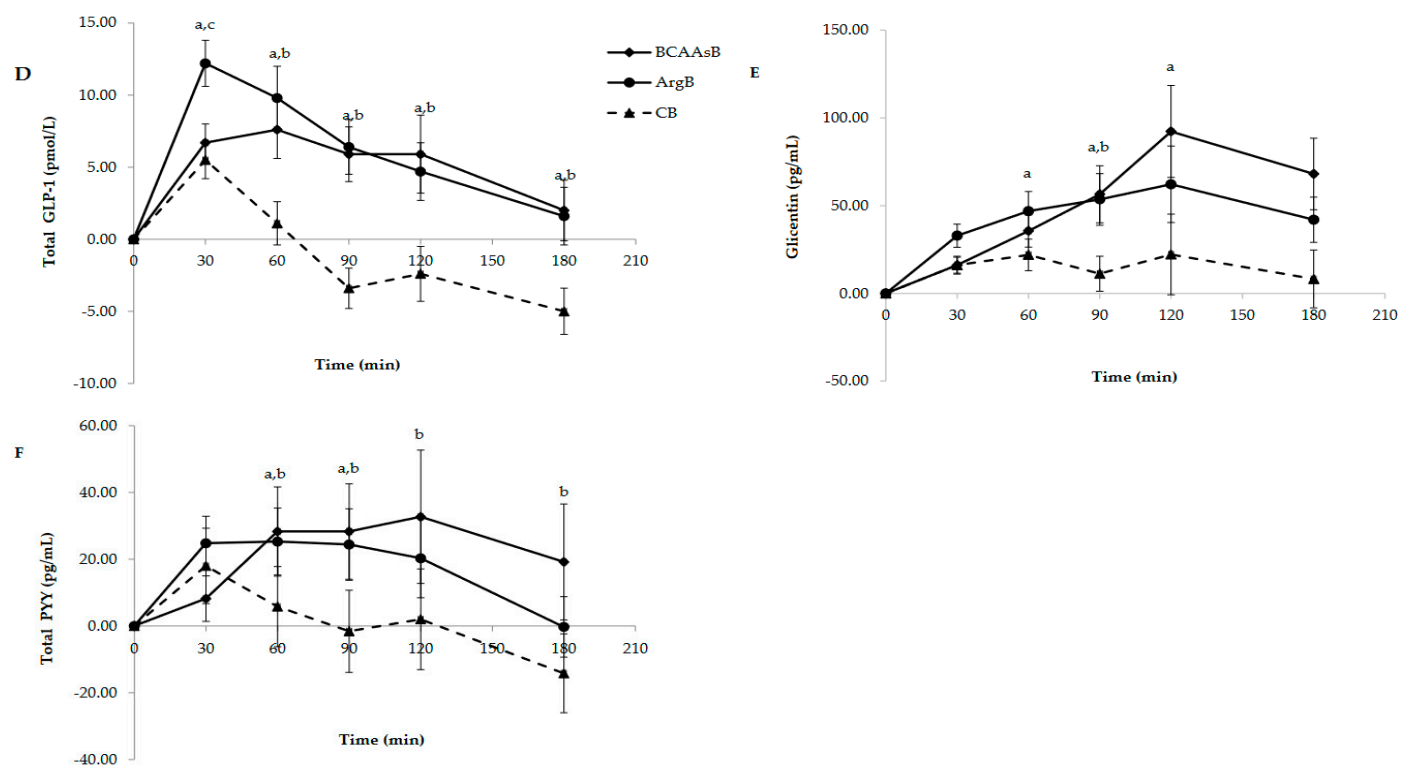 D
Total GLP-1 (pmol/L)
15.00
10.00
5.00
0.00
-5.00
-10.00
a,c
a,b
a,b
a,b
a,b
0 30 60 90 120 150 180 210
Time (min)
BCAAsB
ArgB
CB
E
Glicentin (pg/mL)
150.00
100.00
50.00
0.00
-50.00
a
a,b
a
0 30 60 90 120 150 180 210
Time (min)
F
Total PYY (pg/mL)
60.00
40.00
20.00
0.00
-20.00
-40.00
a,b
a,b
b
b
0 30 60 90 120 150 180 210
Time (min)